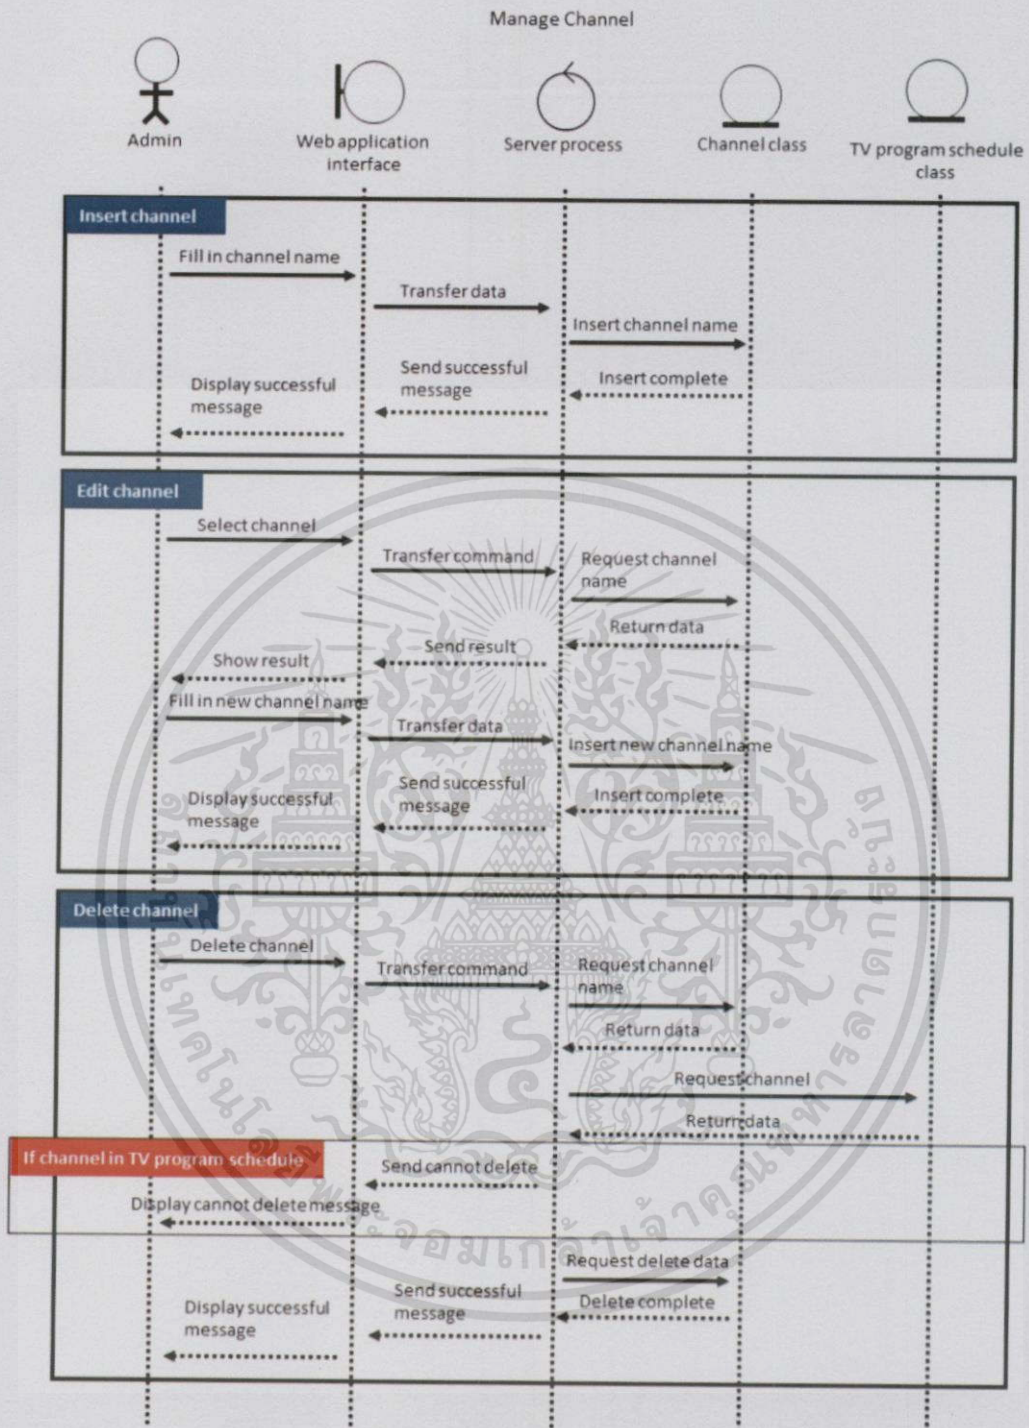 Manage Channel
Admin
Web application
interface
Server process
Channel class
TV program schedule
class
Insert channel
Fill in channel name
Transfer data
Insert channel name
Insert complete
Send successful
message
Display successful
message
Edit channel
Select channel
Transfer command
Request channel
name
Return data
Send result
Show result
Fill in new channel name
Transfer data
Insert new channel name
Insert complete
Send successful
message
Display successful
message
Delete channel
Delete channel
Transfer command
Request channel
name
Return data
Request channel
Return data
If channel in TV program schedule
Send cannot delete
Display cannot delete message
Request delete data
Delete complete
Send successful
message
Display successful
message